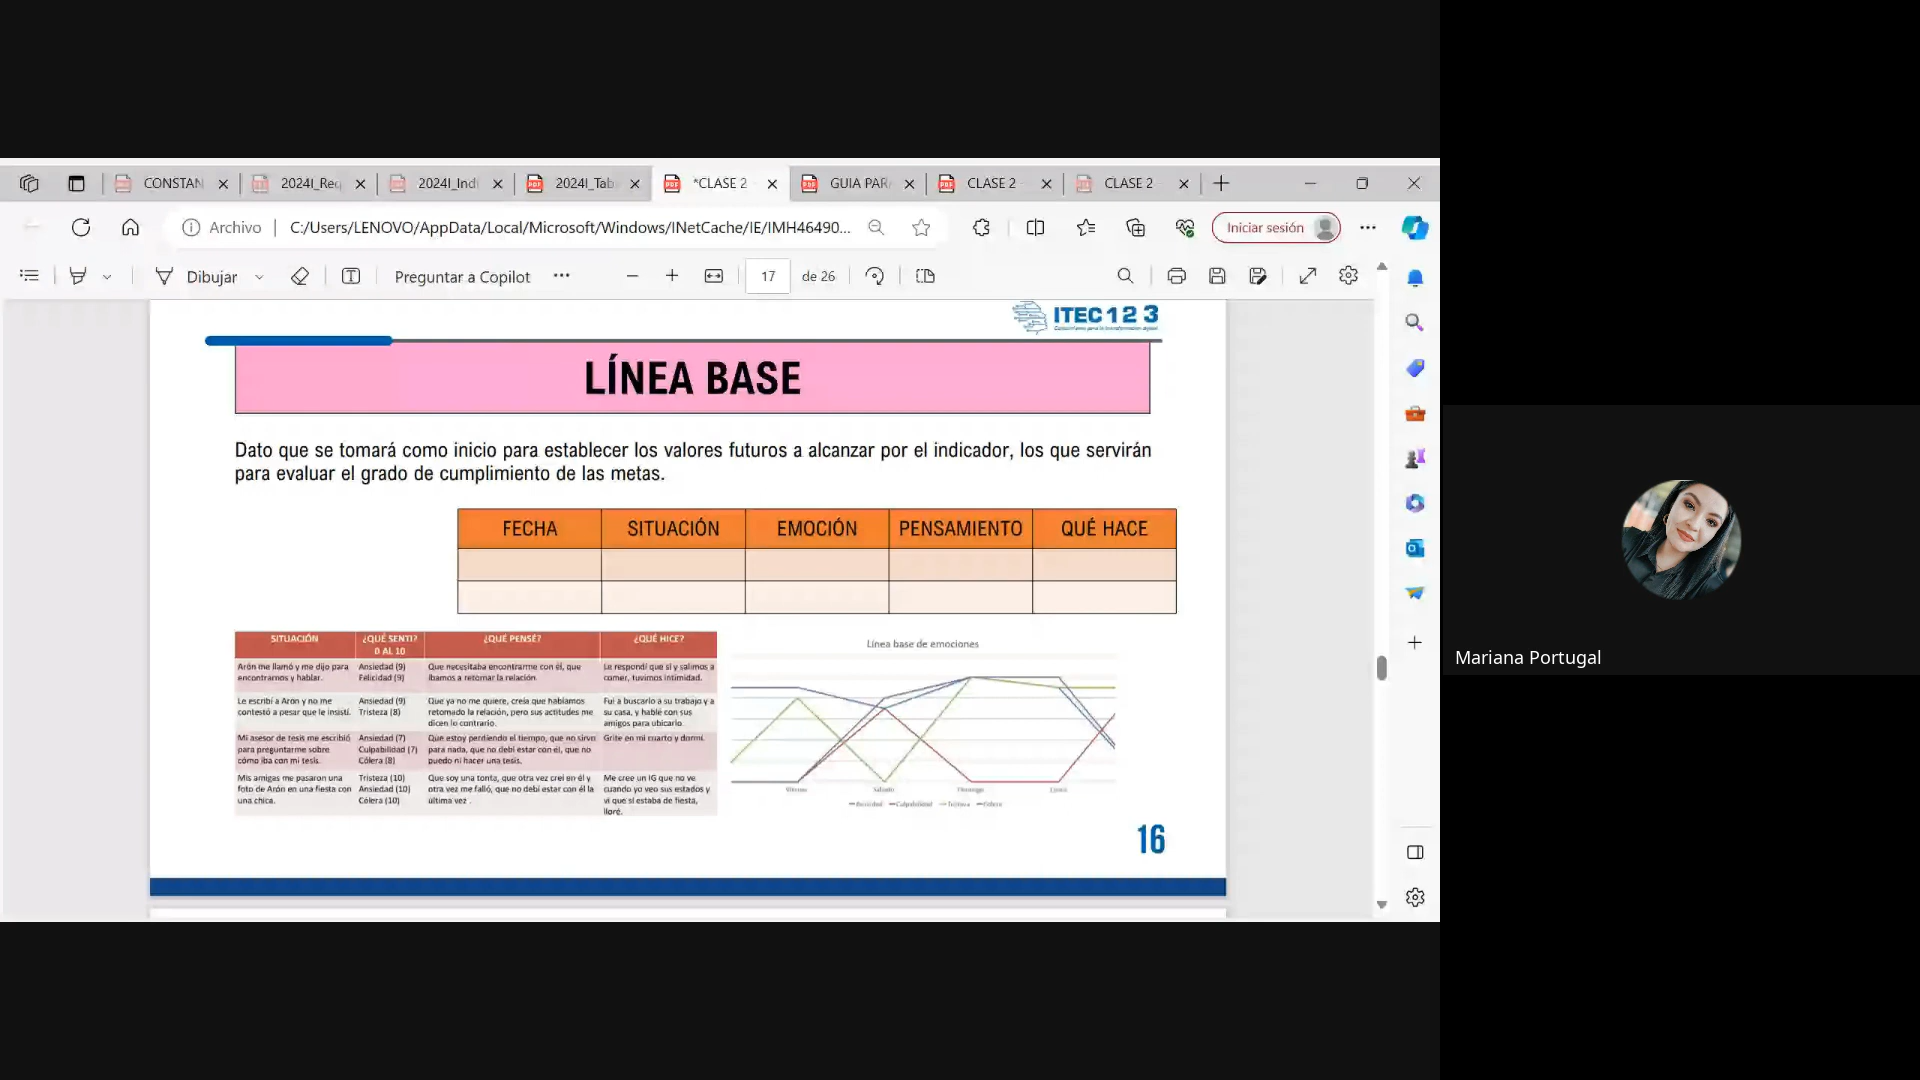 CONSTAN
2024I_Req
2024I_Indi
2024I_Tab
*CLASE 2
GUIA PAR
CLASE 2
CLASE 2
Archivo
C:/Users/LENOVO/AppData/Local/Microsoft/Windows/INetCache/IE/IMH46490...
Iniciar sesión
Dibujar
Preguntar a Copilot
17
de 26
ITEC 1 2 3
LÍNEA BASE
Dato que se tomará como inicio para establecer los valores futuros a alcanzar por el indicador, los que servirán
para evaluar el grado de cumplimiento de las metas.
FECHA SITUACIÓN EMOCIÓN PENSAMIENTO QUÉ HACE
SITUACIÓN
¿QUÉ SENTI?
0 AL 10
¿QUÉ PENSÉ?
¿QUÉ HICE?
Arón me llamó y me dijo para
encontrarnos y hablar.
Ansiedad (9)
Felicidad (9)
Que necesitaba encontrarme con él, que
íbamos a retomar la relación.
Le respondí que sí y salimos a
comer, tuvimos intimidad.
Le escribí a Arón y no me
contestó a pesar que le insistí.
Ansiedad (9)
Tristeza (8)
Que ya no me quiere, creía que habíamos
retomado la relación, pero sus actitudes me
dicen lo contrario.
Fui a buscarlo a su trabajo y a
su casa, y hablé con sus
amigos para ubicarlo.
Mi asesor de tesis me escribió
para preguntarme sobre
cómo iba con mi tesis.
Ansiedad (7)
Culpabilidad (7)
Cólera (8)
Que estoy perdiendo el tiempo, que no sirvo
para nada, que no debí estar con él, que no
puedo ni hacer una tesis.
Grite en mi cuarto y dormí.
Mis amigas me pasaron una
foto de Arón en una fiesta con
una chica.
Tristeza (10)
Ansiedad (10)
Cólera (10)
Que soy una tonta, que otra vez creí en él y
otra vez me falló, que no debí estar con él la
última vez .
Me cree un IG que no ve
cuando yo veo sus estados y
vi que si estaba de fiesta,
lloré.
Línea base de emociones
Viernes Sábado Domingo Lunes
Culpabilidad Tristeza Cólera
16
Mariana Portugal